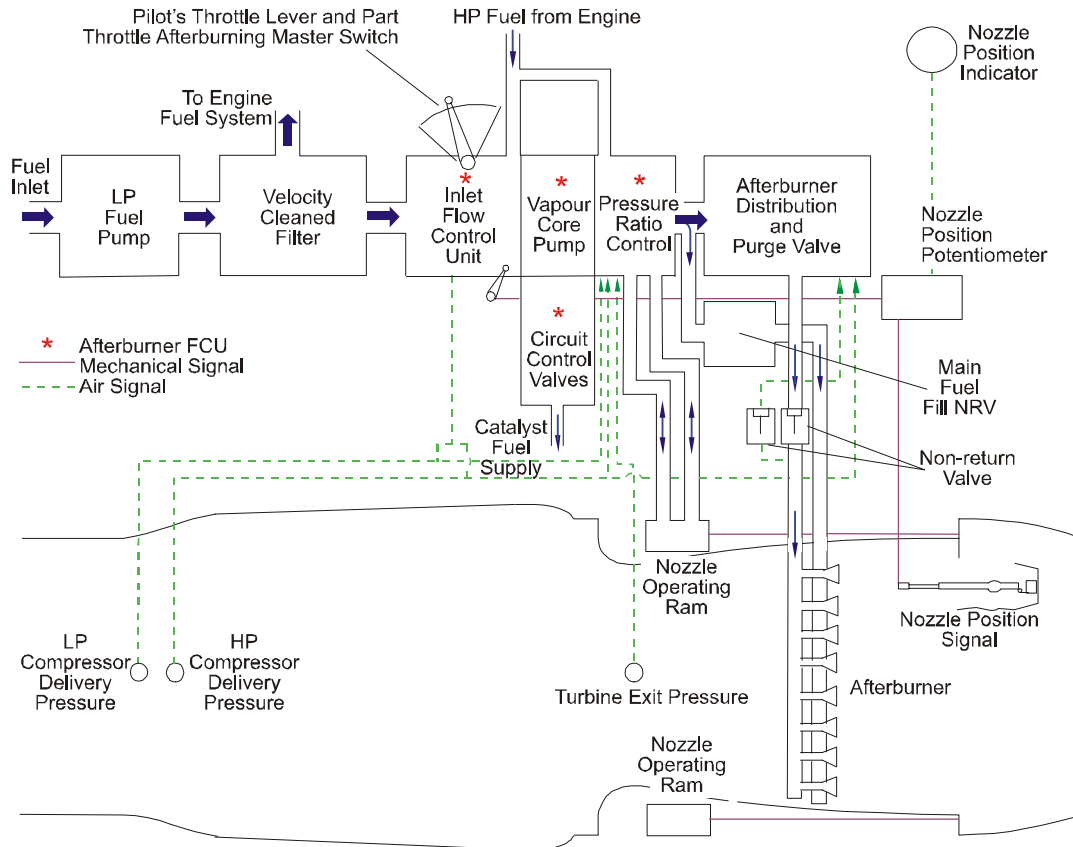 Pilot's Throttle Lever and Part
Throttle Afterburning Master Switch
HP Fuel from Engine
Nozzle
Position
Indicator
To Engine
Fuel System
Fuel
Inlet
LP
Fuel
Pump
Velocity
Cleaned
Filter
*
Inlet
Flow
Control
Unit
*
Vapour
Core
Pump
*
Pressure
Ratio
Control
Afterburner
Distribution
and
Purge Valve
Nozzle
Position
Potentiometer
*
Circuit
Control
Valves
* Afterburner FCU
Mechanical Signal
Air Signal
Main
Fuel
Fill NRV
Catalyst
Fuel
Supply
Non-return
Valve
Nozzle
Operating
Ram
Nozzle Position
Signal
LP
Compressor
Delivery
Pressure
HP
Compressor
Delivery
Pressure
Turbine Exit Pressure
Afterburner
Nozzle
Operating
Ram